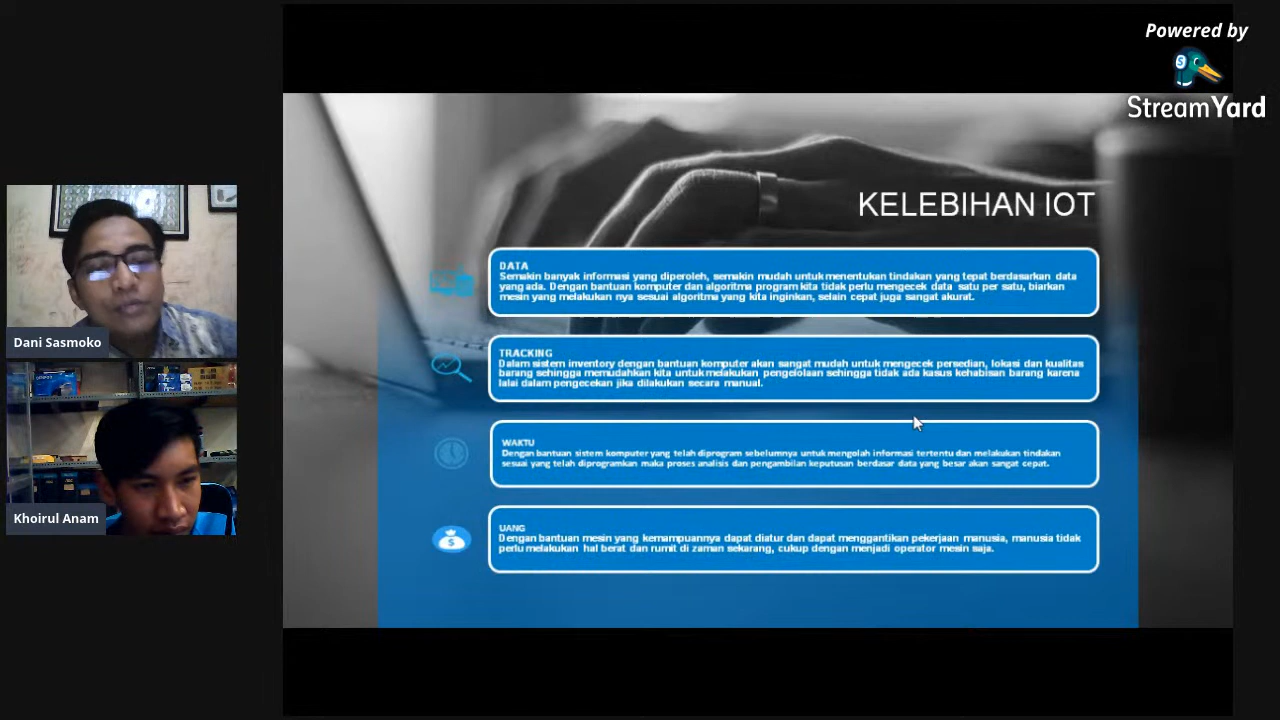 Powered by
StreamYard
KELEBIHAN IOT
DATA
Semakin banyak informasi yang diperoleh, semakin mudah untuk menentukan tindakan yang tepat berdasarkan data
yang ada. Dengan bantuan komputer dan algoritma program kita tidak perlu mengecek data satu per satu, biarkan
mesin yang melakukan nya sesuai algoritma yang kita inginkan, selain cepat juga sangat akurat.
TRACKING
Dalam sistem inventory dengan bantuan komputer akan sangat mudah untuk mengecek persedian, lokasi dan kualitas
barang sehingga memudahkan kita untuk melakukan pengelolaan sehingga tidak ada kasus kehabisan barang karena
lalai dalam pengecekan jika dilakukan secara manual.
WAKTU
Dengan bantuan sistem komputer yang telah diprogram sebelumnya untuk mengolah informasi tertentu dan melakukan tindakan
sesuai yang telah diprogramkan maka proses analisis dan pengambilan keputusan berdasar data yang besar akan sangat cepat.
UANG
Dengan bantuan mesin yang kemampuannya dapat diatur dan dapat menggantikan pekerjaan manusia, manusia tidak
perlu melakukan hal berat dan rumit di zaman sekarang, cukup dengan menjadi operator mesin saja.
Dani Sasmoko
Khoirul Anam